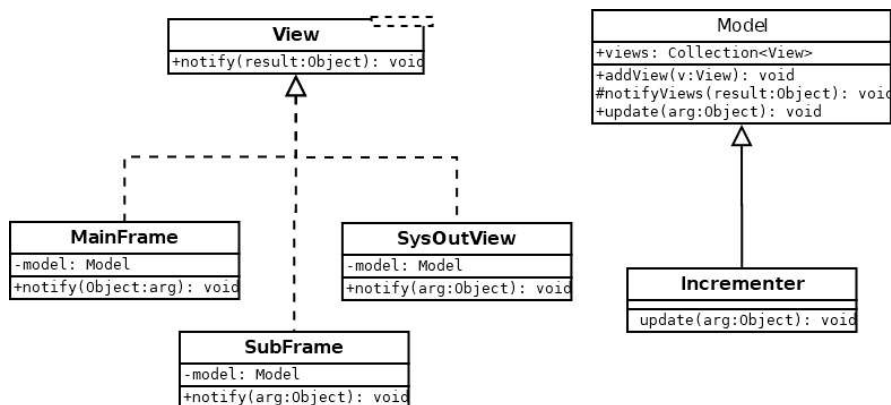 View
+notify(result:Object): void
Model
+views: Collection<View>
+addView(v:View): void
#notifyViews(result:Object): void
+update(arg:Object): void
MainFrame
-model: Model
+notify(Object:arg): void
SysOutView
-model: Model
+notify(arg:Object): void
SubFrame
-model: Model
+notify(arg:Object): void
Incrementer
update(arg:Object): void